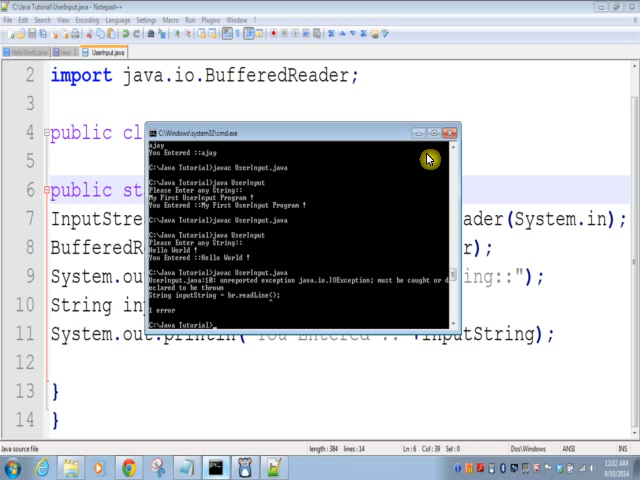 C:\Java Tutorial\UserInput.java - Notepad++
File Edit Search View Encoding Language Settings Macro Run Plugins Window ?
HelloWorld.java new 2 UserInput.java
2 import java.io.BufferedReader;
3
4 public cl
5
6 public st
7 InputStre ader(System.in);
8 BufferedR r);
9 System.ou ing::");
10 String inp
11 System.out.println("You Entered ::"+inputString);
12
13 }
14 }
C:\Windows\system32\cmd.exe
ajay
You Entered ::ajay
C:\Java Tutorial>javac UserInput.java
C:\Java Tutorial>java UserInput
Please Enter any String::
My First UserInput Program !
You Entered ::My First UserInput Program !
C:\Java Tutorial>javac UserInput.java
C:\Java Tutorial>java UserInput
Please Enter any String::
Hello World !
You Entered ::Hello World !
C:\Java Tutorial>javac UserInput.java
UserInput.java:10: unreported exception java.io.IOException; must be caught or d
eclared to be thrown
String inputString = br.readLine();
^
1 error
C:\Java Tutorial>_
Java source file length : 384 lines : 14 Ln : 6 Col : 39 Sel : 0 Dos\Windows ANSI INS
12:02 AM
9/10/2014